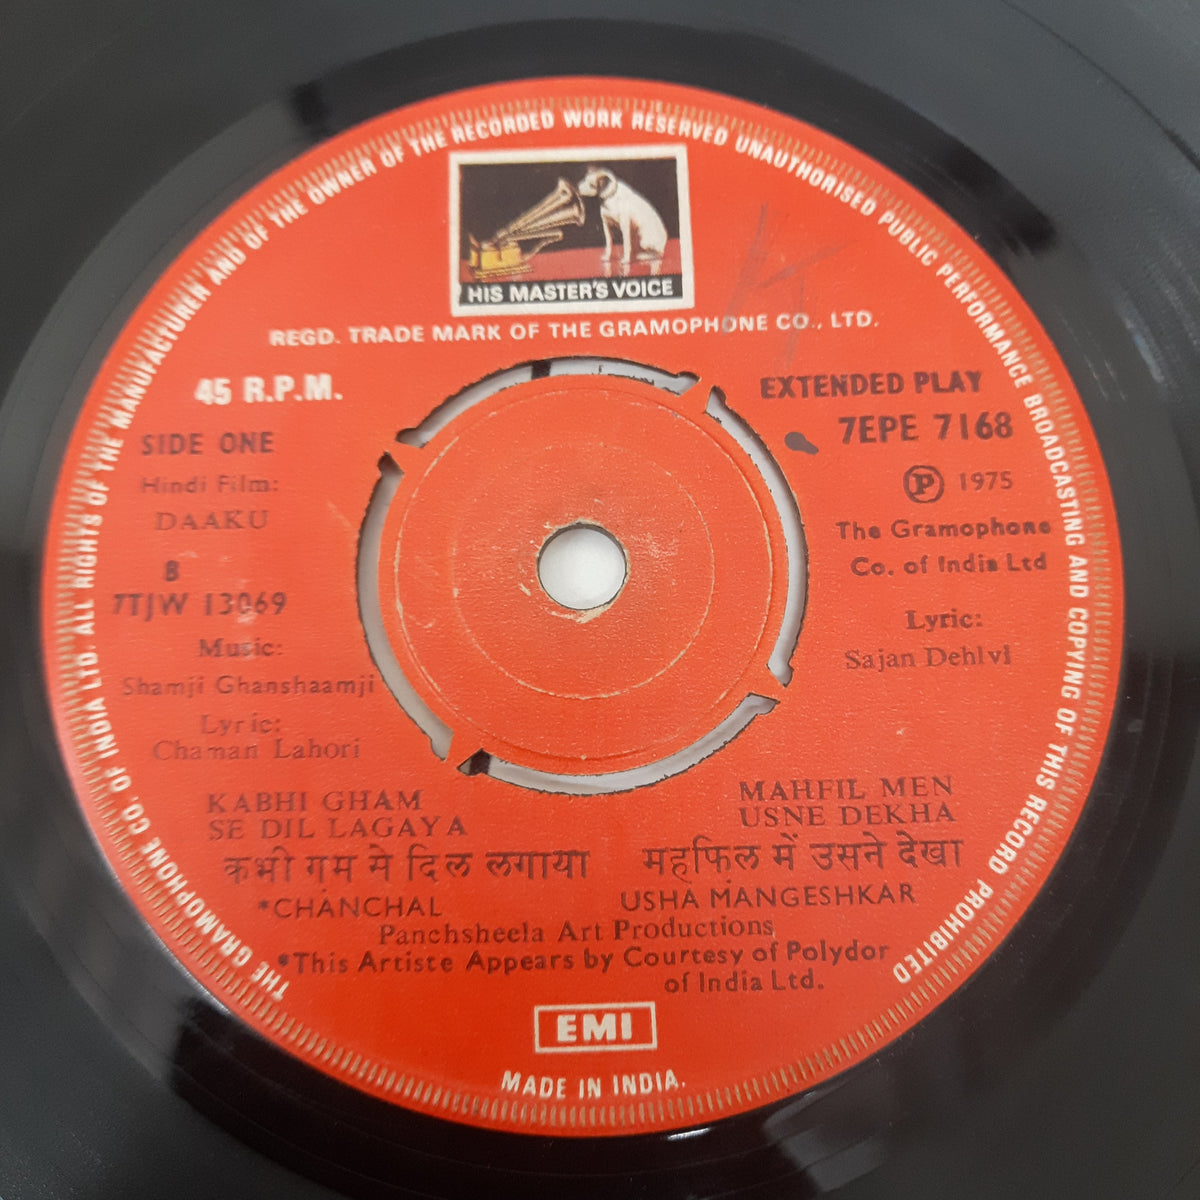 THE GRAMOPHONE CO. OF INDIA LTD. ALL RIGHTS OF THE MANUFACTURER AND OF THE OWNER OF THE RECORDED WORK RESERVED UNAUTHORISED PUBLIC PERFORMANCE BROADCASTING AND COPYING OF THIS RECORD PROHIBITED
HIS MASTER'S VOICE
REGD. TRADE MARK OF THE GRAMOPHONE CO., LTD.
45 R.P.M.
SIDE ONE
Hindi Film:
DAAKU
B
7TJW 13069
Music:
Shamji Ghanshaamji
Lyric:
Chaman Lahori
EXTENDED PLAY
7EPE 7168
℗ 1975
The Gramophone
Co. of India Ltd
Lyric:
Sajan Dehlvi
KABHI GHAM
SE DIL LAGAYA
कभी गम से दिल लगाया
*CHANCHAL
MAHFIL MEN
USNE DEKHA
महफिल में उसने देखा
USHA MANGESHKAR
Panchsheela Art Productions
*This Artiste Appears by Courtesy of Polydor
of India Ltd.
EMI
MADE IN INDIA.